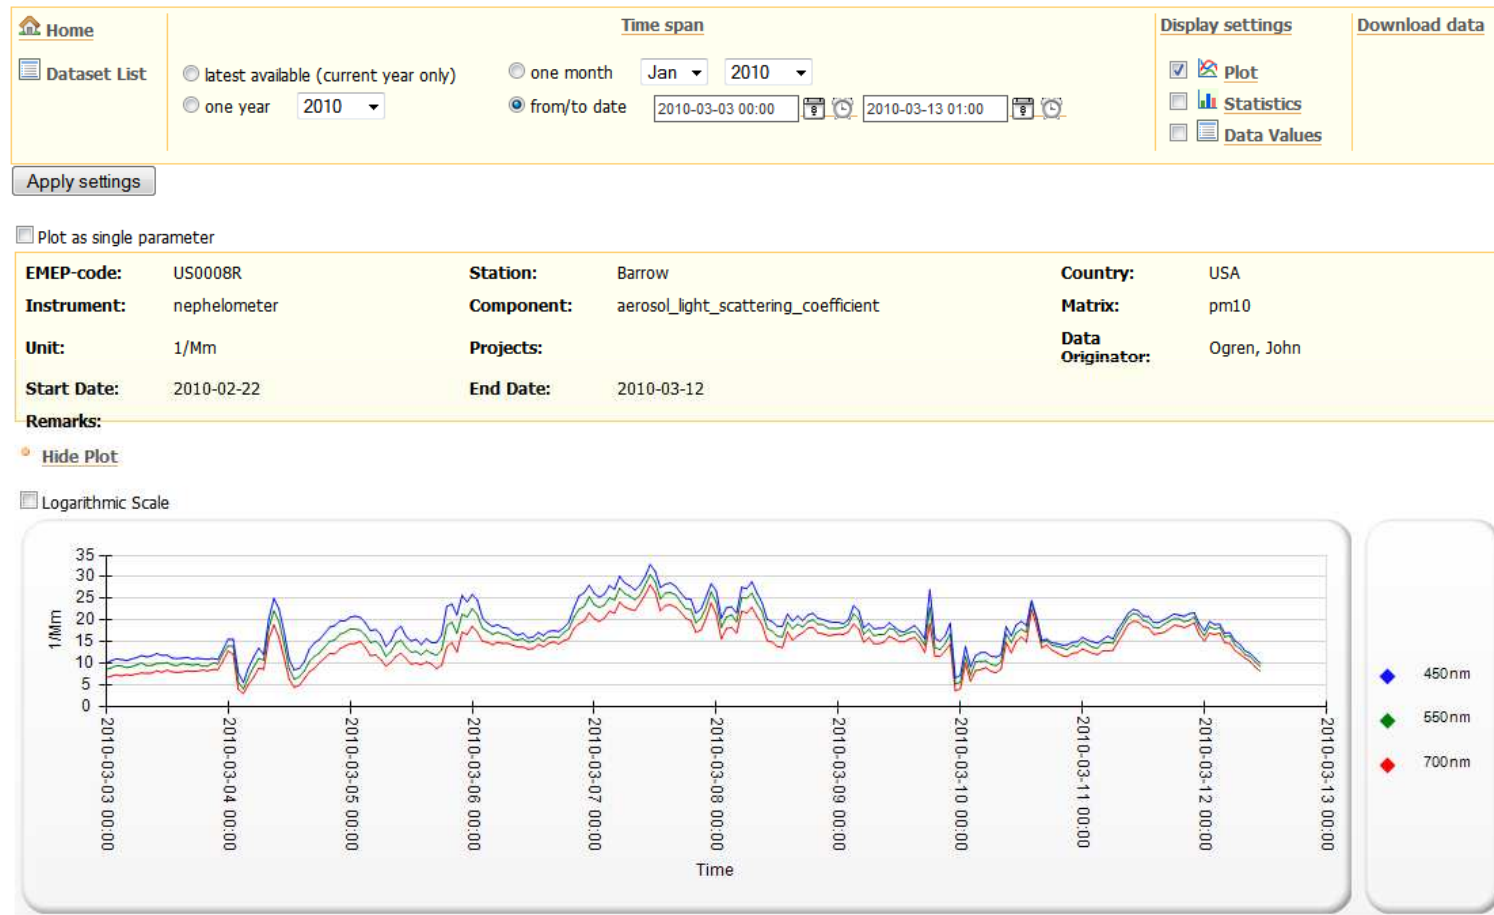 Home
Time span
Display settings
Download data
Dataset List
latest available (current year only)
one month Jan 2010
Plot
one year 2010
from/to date 2010-03-03 00:00 2010-03-13 01:00
Statistics
Data Values
Apply settings
Plot as single parameter
EMEP-code: US0008R Station: Barrow Country: USA
Instrument: nephelometer Component: aerosol_light_scattering_coefficient Matrix: pm10
Unit: 1/Mm Projects: Data Originator: Ogren, John
Start Date: 2010-02-22 End Date: 2010-03-12
Remarks:
Hide Plot
Logarithmic Scale
35
30
25
20
15
10
5
0
1/Mm
2010-03-03 00:00
2010-03-04 00:00
2010-03-05 00:00
2010-03-06 00:00
2010-03-07 00:00
2010-03-08 00:00
2010-03-09 00:00
2010-03-10 00:00
2010-03-11 00:00
2010-03-12 00:00
2010-03-13 00:00
Time
450nm
550nm
700nm